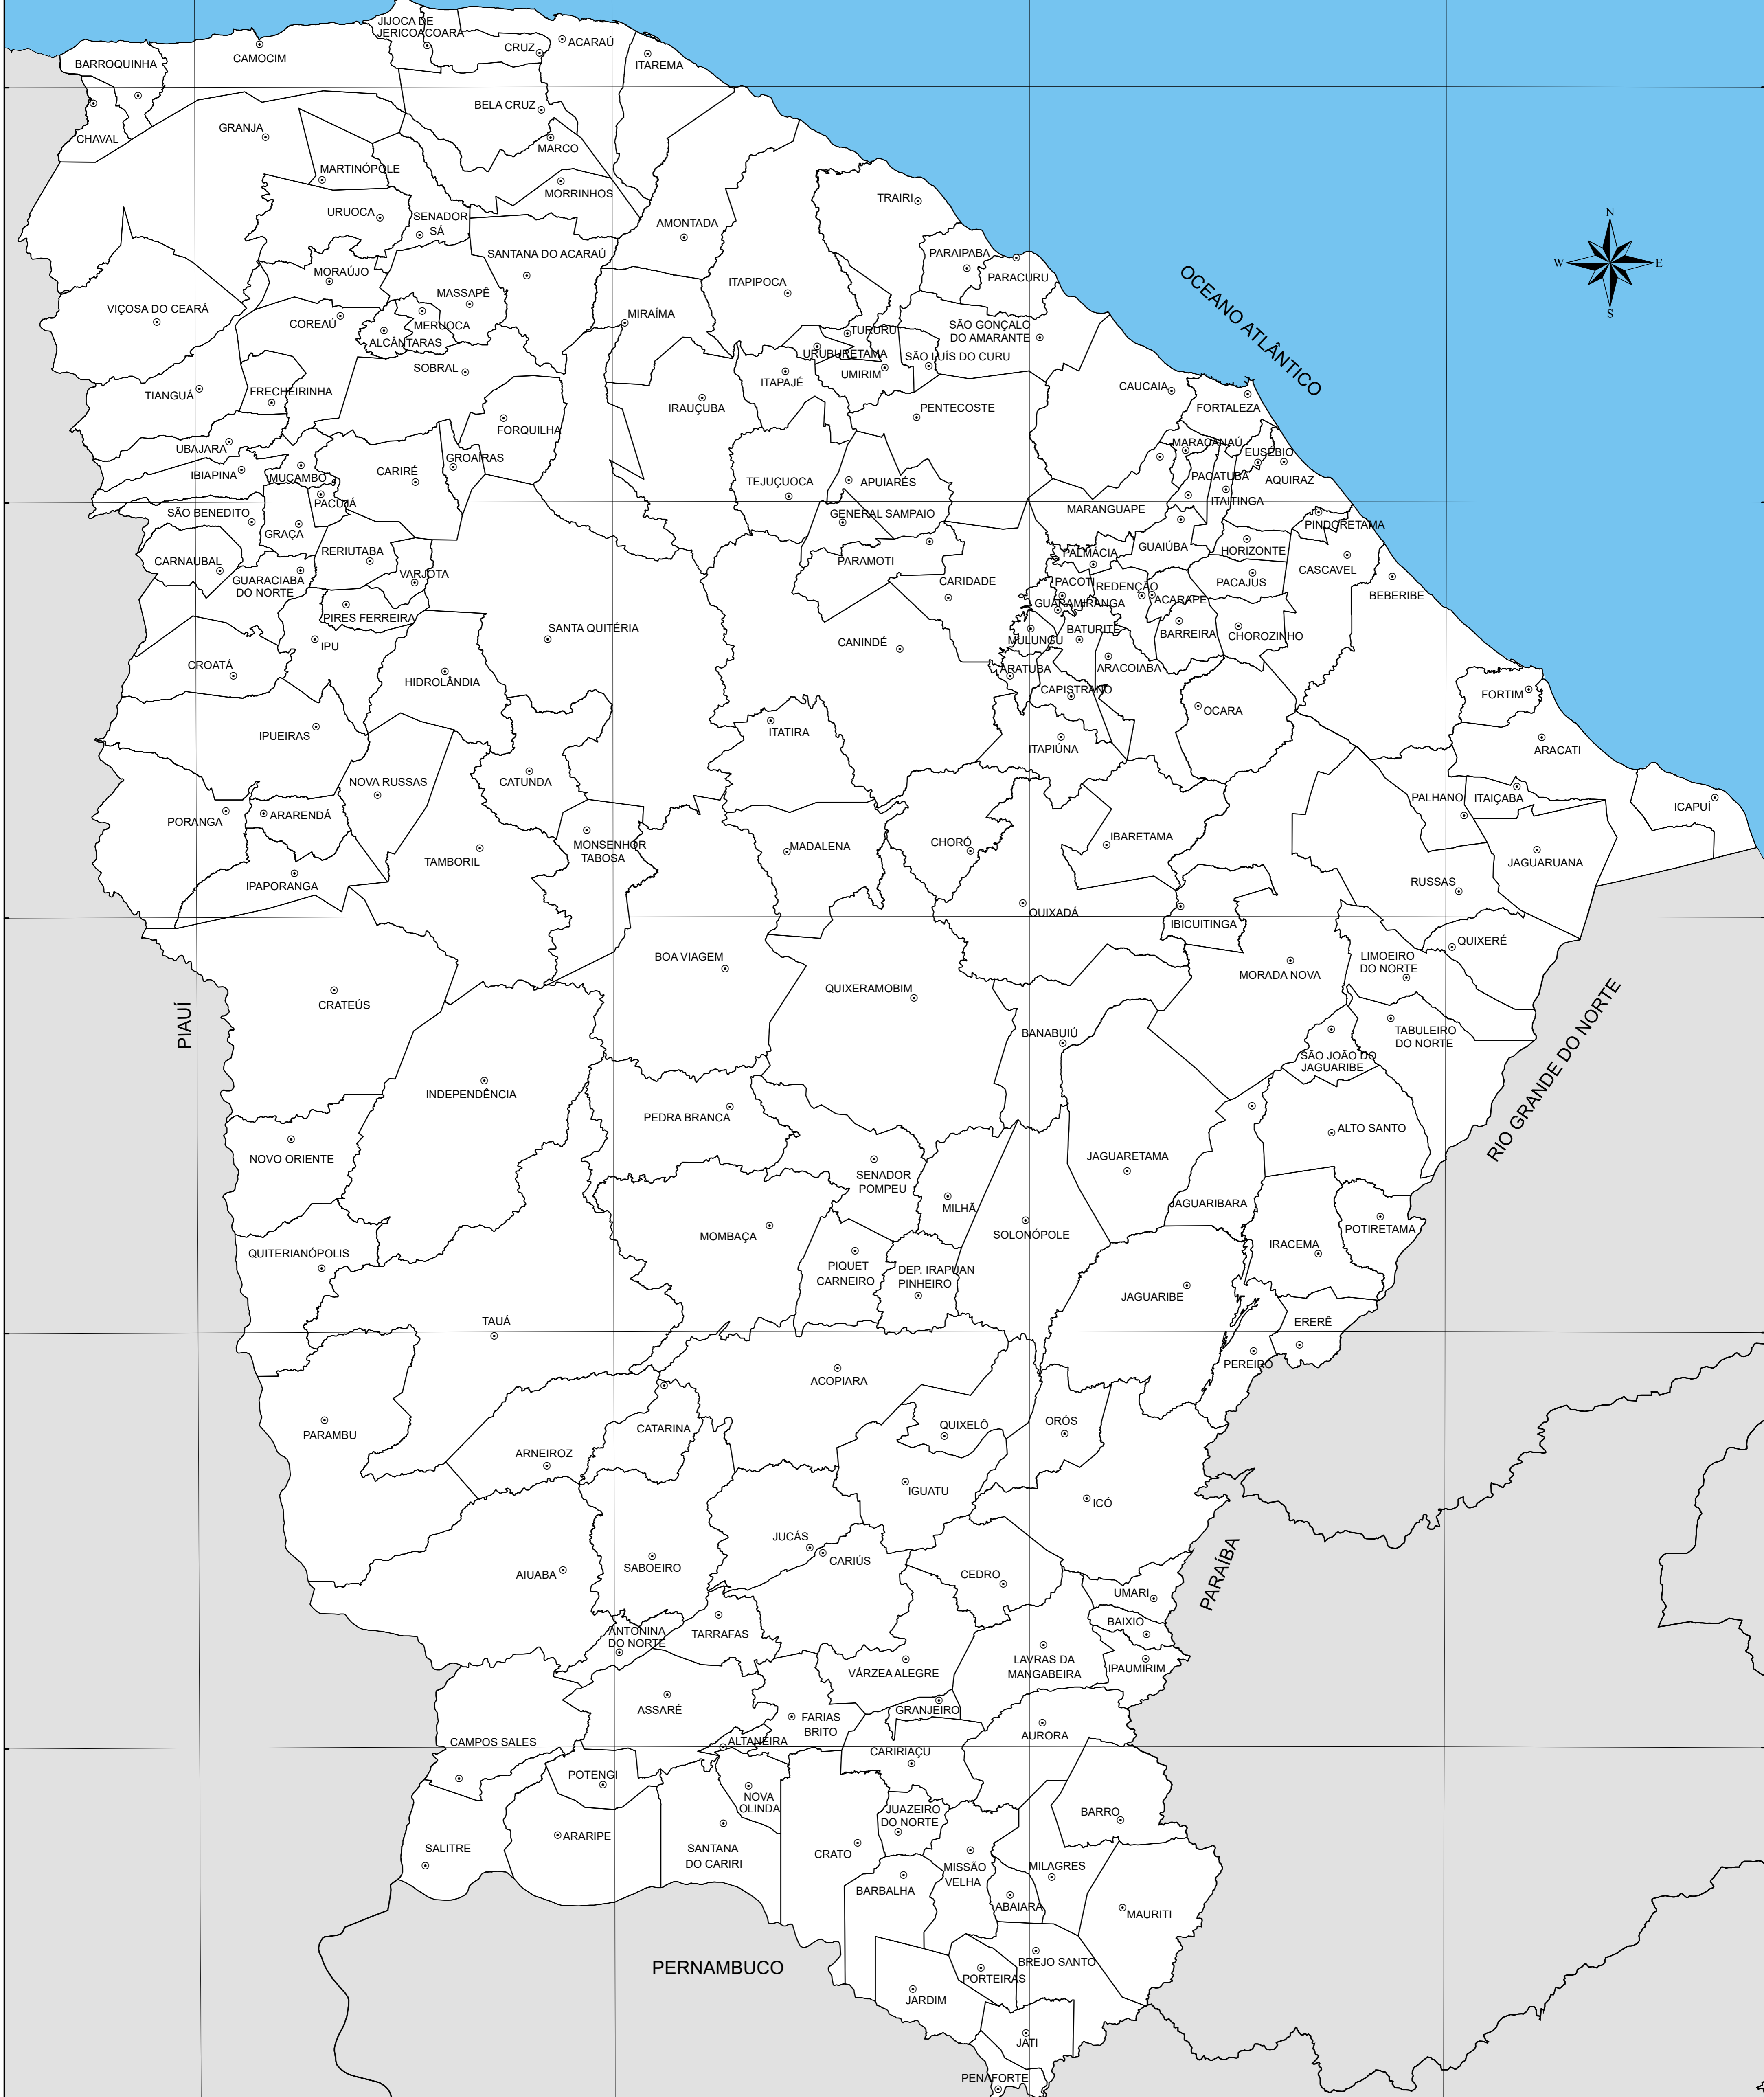 JIJOCA DE
JERICOACOARA
CRUZ
ACARAÚ
ITAREMA
CAMOCIM
BARROQUINHA
CHAVAL
BELA CRUZ
GRANJA
MARCO
MARTINÓPOLE
MORRINHOS
URUOCA
SENADOR
SÁ
AMONTADA
TRAIRI
N
W
E
S
SANTANA DO ACARAÚ
PARAIPABA
PARACURU
OCEANO ATLÂNTICO
MORAÚJO
MASSAPÊ
ITAPIPOCA
VIÇOSA DO CEARÁ
COREAÚ
MERUOCA
ALCÂNTARAS
MIRAÍMA
TURURU
SÃO GONÇALO
DO AMARANTE
URUBURETAMA
SÃO LUÍS DO CURU
SOBRAL
UMIRIM
ITAPAJÉ
CAUCAIA
TIANGUÁ
FRECHEIRINHA
IRAUÇUBA
PENTECOSTE
FORTALEZA
FORQUILHA
UBAJARA
MARACANAÚ
EUSÉBIO
IBIAPINA
MUCAMBO
CARIRÉ
GROAÍRAS
TEJUÇUOCA
APUIARÉS
PACATUBA
AQUIRAZ
PACUJÁ
ITAITINGA
SÃO BENEDITO
GENERAL SAMPAIO
MARANGUAPE
PINDORETAMA
GRAÇA
CARNAUBAL
RERIUTABA
PARAMOTI
PALMÁCIA
GUAIÚBA
HORIZONTE
CASCAVEL
GUARACIABA
DO NORTE
VARJOTA
CARIDADE
PACOTI
REDENÇÃO
PACAJUS
BEBERIBE
GUARAMIRANGA
ACARAPE
PIRES FERREIRA
SANTA QUITÉRIA
IPU
CANINDÉ
MULUNGU
BATURITÉ
BARREIRA
CHOROZINHO
CROATÁ
HIDROLÂNDIA
ARATUBA
ARACOIABA
CAPISTRANO
FORTIM
OCARA
IPUEIRAS
ITATIRA
ITAPIÚNA
ARACATI
NOVA RUSSAS
CATUNDA
PALHANO
ITAIÇABA
ICAPUÍ
PORANGA
ARARENDÁ
IBARETAMA
MONSENHOR
TABOSA
MADALENA
CHORÓ
TAMBORIL
JAGUARUANA
IPAPORANGA
RUSSAS
QUIXADÁ
IBICUITINGA
QUIXERÉ
BOA VIAGEM
LIMOEIRO
DO NORTE
MORADA NOVA
CRATEÚS
QUIXERAMOBIM
PIAUÍ
BANABUIÚ
TABULEIRO
DO NORTE
SÃO JOÃO DO
JAGUARIBE
RIO GRANDE DO NORTE
INDEPENDÊNCIA
PEDRA BRANCA
ALTO SANTO
NOVO ORIENTE
JAGUARETAMA
SENADOR
POMPEU
MILHÃ
JAGUARIBARA
POTIRETAMA
MOMBAÇA
SOLONÓPOLE
IRACEMA
QUITERIANÓPOLIS
PIQUET
CARNEIRO
DEP. IRAPUAN
PINHEIRO
JAGUARIBE
TAUÁ
ERERÊ
PEREIRO
ACOPIARA
PARAMBU
CATARINA
QUIXELÔ
ORÓS
ARNEIROZ
IGUATU
ICÓ
JUCÁS
CARIÚS
AIUABA
SABOEIRO
CEDRO
PARAÍBA
UMARI
BAIXIO
ANTONINA
DO NORTE
TARRAFAS
LAVRAS DA
MANGABEIRA
IPAUMIRIM
VÁRZEA ALEGRE
ASSARÉ
GRANJEIRO
FARIAS
BRITO
AURORA
CAMPOS SALES
ALTANEIRA
CARIRIAÇU
POTENGI
NOVA
OLINDA
JUAZEIRO
DO NORTE
BARRO
ARARIPE
SALITRE
SANTANA
DO CARIRI
CRATO
MISSÃO
VELHA
MILAGRES
BARBALHA
ABAIARA
MAURITI
PERNAMBUCO
BREJO SANTO
PORTEIRAS
JARDIM
JATI
PENAFORTE